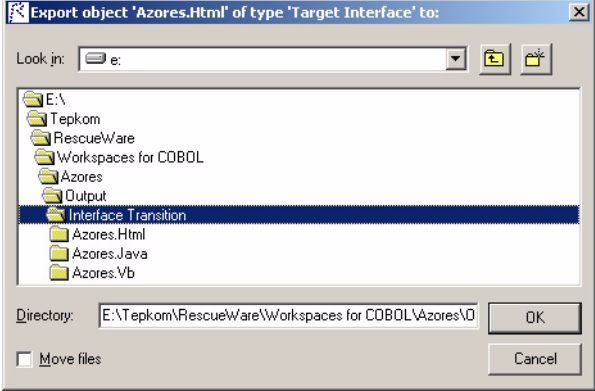 Export object 'Azores.Html' of type 'Target Interface' to:
Look in:
e:
E:\
Tepkom
RescueWare
Workspaces for COBOL
Azores
Output
Interface Transition
Azores.Html
Azores.Java
Azores.Vb
Directory:
E:\Tepkom\RescueWare\Workspaces for COBOL\Azores\O
OK
Move files
Cancel